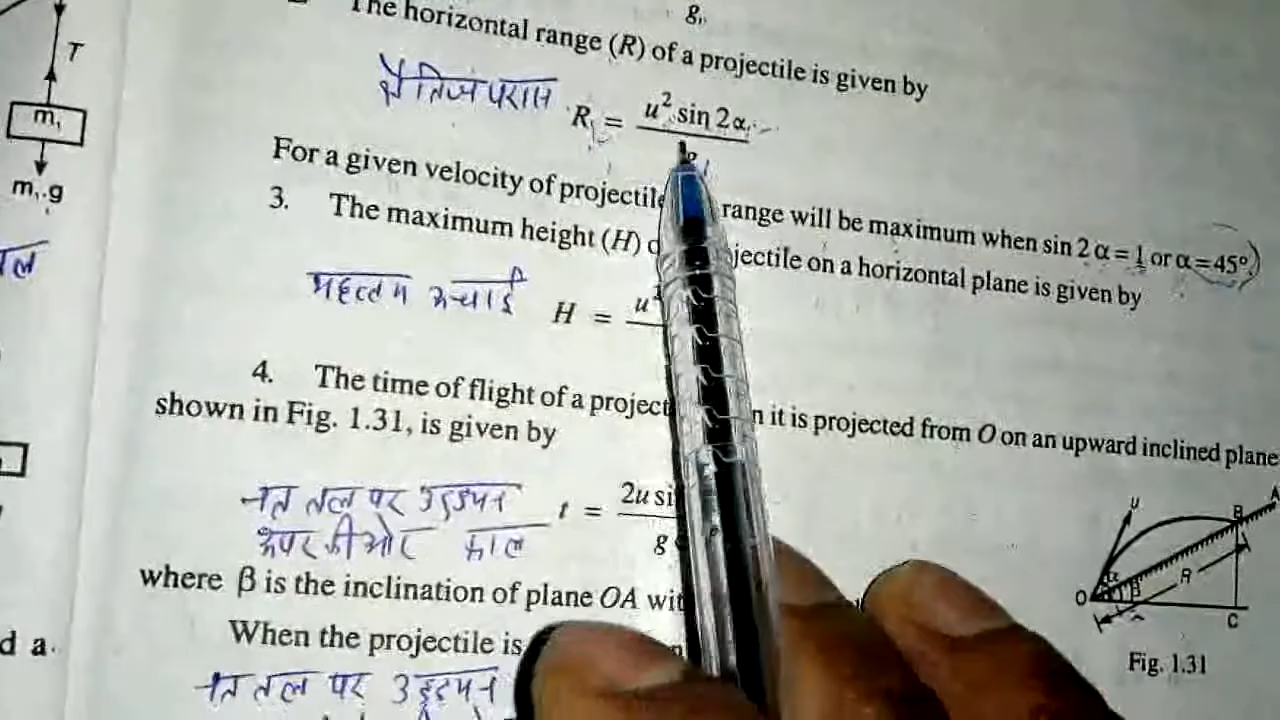 g
The horizontal range (R) of a projectile is given by
क्षैतिज परास
R = u² sin 2α
For a given velocity of projectile range will be maximum when sin 2 α = 1 or α = 45°
3. The maximum height (H) jectile on a horizontal plane is given by
महत्तम ऊचाई
H = u
4. The time of flight of a project it is projected from O on an upward inclined plane
shown in Fig. 1.31, is given by
नत तल पर उड्डयन
ऊपर की ओर काल
t = 2u si
g
where β is the inclination of plane OA wit
When the projectile is
नत तल पर उड्डयन
T
m₁
m₁.g
ल
d a.
u
A
B
α
β
R
O
C
Fig. 1.31